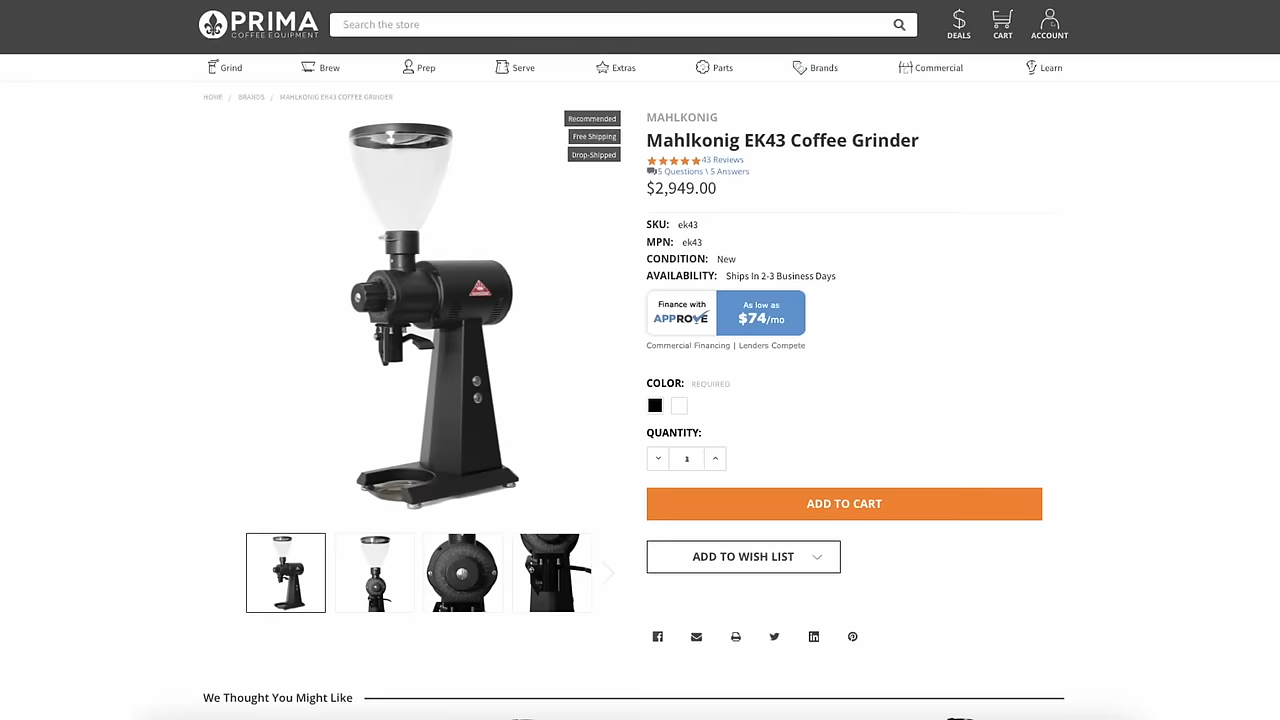 PRIMA
COFFEE EQUIPMENT
Search the store
DEALS
CART
ACCOUNT
Grind
Brew
Prep
Serve
Extras
Parts
Brands
Commercial
Learn
HOME / BRANDS / MAHLKONIG EK43 COFFEE GRINDER
Recommended
Free Shipping
Drop-Shipped
MAHLKONIG
Mahlkonig EK43 Coffee Grinder
43 Reviews
5 Questions \ 5 Answers
$2,949.00
SKU: ek43
MPN: ek43
CONDITION: New
AVAILABILITY: Ships In 2-3 Business Days
Finance with
APPROVE
As low as
$74/mo
Commercial Financing | Lenders Compete
COLOR: REQUIRED
QUANTITY:
1
ADD TO CART
ADD TO WISH LIST
We Thought You Might Like